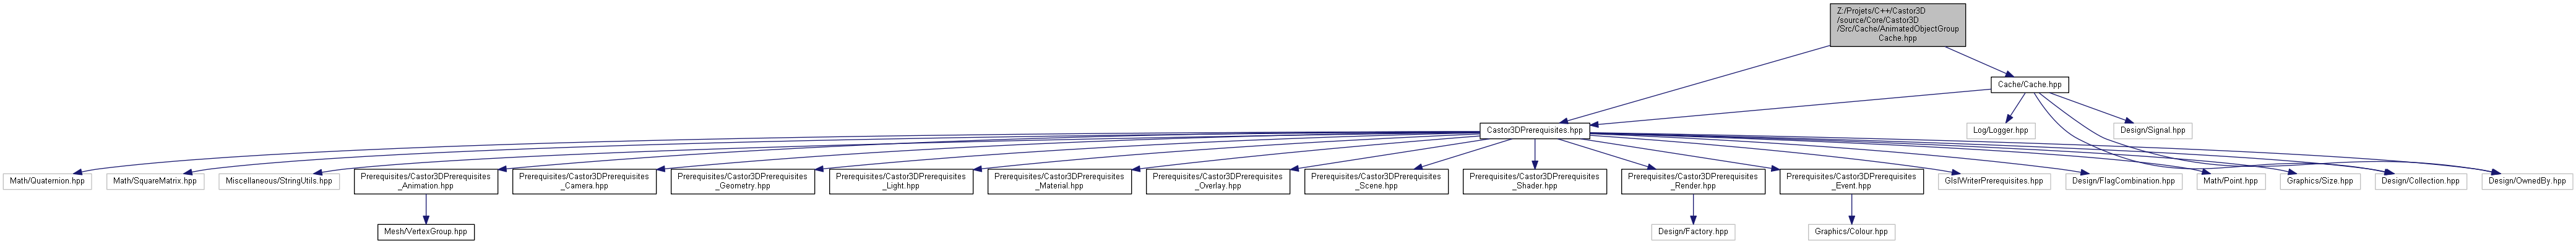 Z:/Projets/C++/Castor3D
/source/Core/Castor3D
/Src/Cache/AnimatedObjectGroup
Cache.hpp
Cache/Cache.hpp
Castor3DPrerequisites.hpp
Log/Logger.hpp
Design/Signal.hpp
Math/Quaternion.hpp
Math/SquareMatrix.hpp
Miscellaneous/StringUtils.hpp
Prerequisites/Castor3DPrerequisites
_Animation.hpp
Prerequisites/Castor3DPrerequisites
_Camera.hpp
Prerequisites/Castor3DPrerequisites
_Geometry.hpp
Prerequisites/Castor3DPrerequisites
_Light.hpp
Prerequisites/Castor3DPrerequisites
_Material.hpp
Prerequisites/Castor3DPrerequisites
_Overlay.hpp
Prerequisites/Castor3DPrerequisites
_Scene.hpp
Prerequisites/Castor3DPrerequisites
_Shader.hpp
Prerequisites/Castor3DPrerequisites
_Render.hpp
Prerequisites/Castor3DPrerequisites
_Event.hpp
GlslWriterPrerequisites.hpp
Design/FlagCombination.hpp
Math/Point.hpp
Graphics/Size.hpp
Design/Collection.hpp
Design/OwnedBy.hpp
Mesh/VertexGroup.hpp
Design/Factory.hpp
Graphics/Colour.hpp